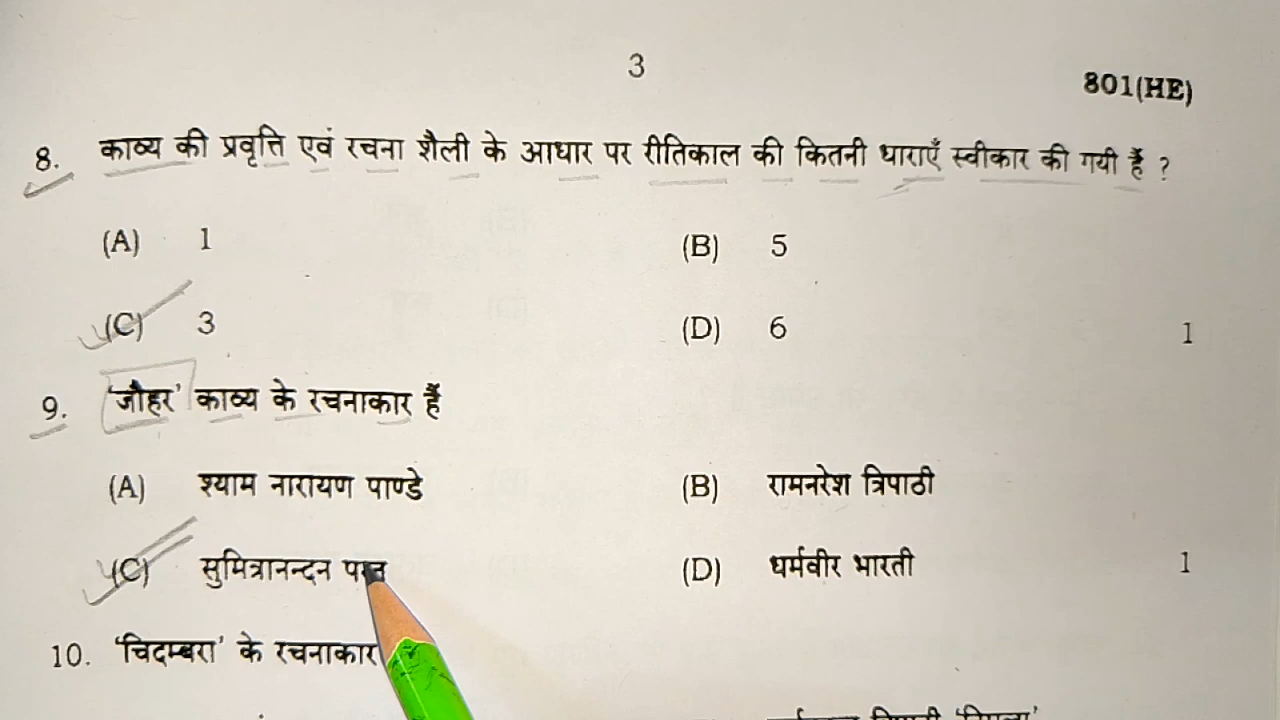 3
801(HE)
8. काव्य की प्रवृत्ति एवं रचना शैली के आधार पर रीतिकाल की कितनी धाराएँ स्वीकार की गयी हैं ?
(A) 1 (B) 5
(C) 3 (D) 6 1
9. 'जौहर' काव्य के रचनाकार हैं
(A) श्याम नारायण पाण्डे (B) रामनरेश त्रिपाठी
(C) सुमित्रानन्दन पन्त (D) धर्मवीर भारती 1
10. 'चिदम्बरा' के रचनाकार